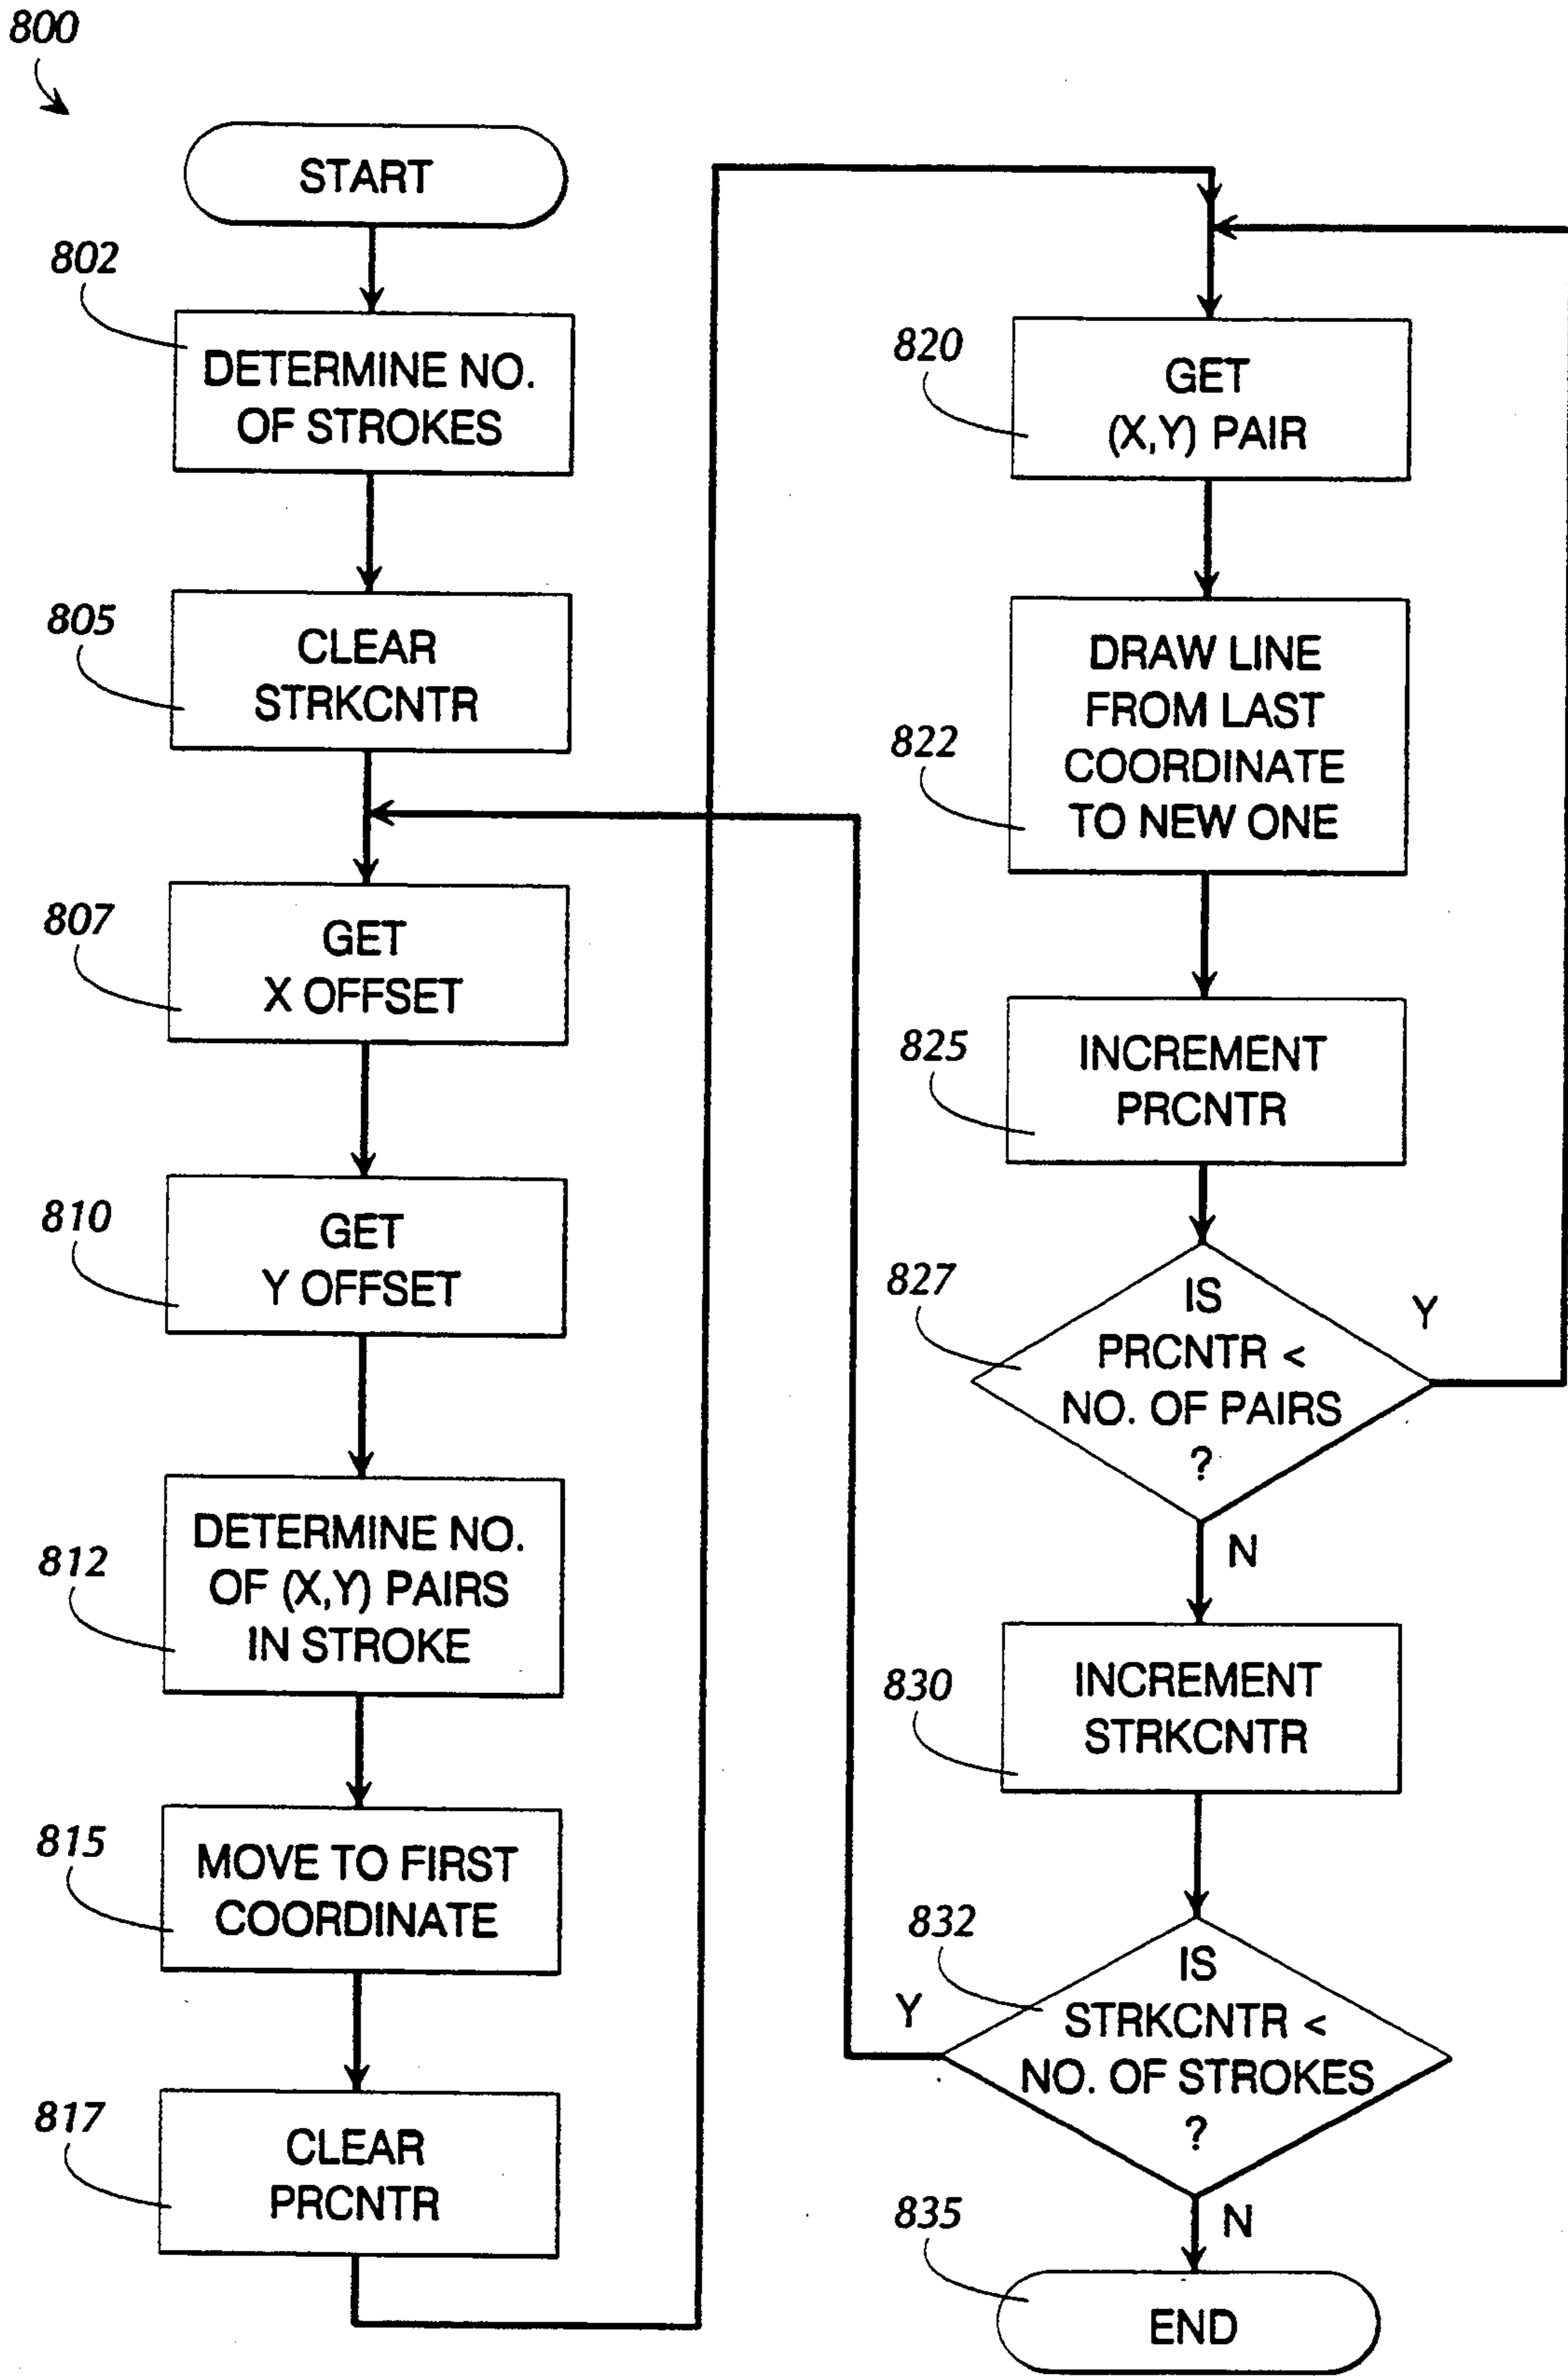 800
START
802
DETERMINE NO.
OF STROKES
805
CLEAR
STRKCNTR
807
GET
X OFFSET
810
GET
Y OFFSET
812
DETERMINE NO.
OF (X,Y) PAIRS
IN STROKE
815
MOVE TO FIRST
COORDINATE
817
CLEAR
PRCNTR
820
GET
(X,Y) PAIR
822
DRAW LINE
FROM LAST
COORDINATE
TO NEW ONE
825
INCREMENT
PRCNTR
827
IS
PRCNTR <
NO. OF PAIRS
?
Y
N
830
INCREMENT
STRKCNTR
832
IS
STRKCNTR <
NO. OF STROKES
?
Y
N
835
END